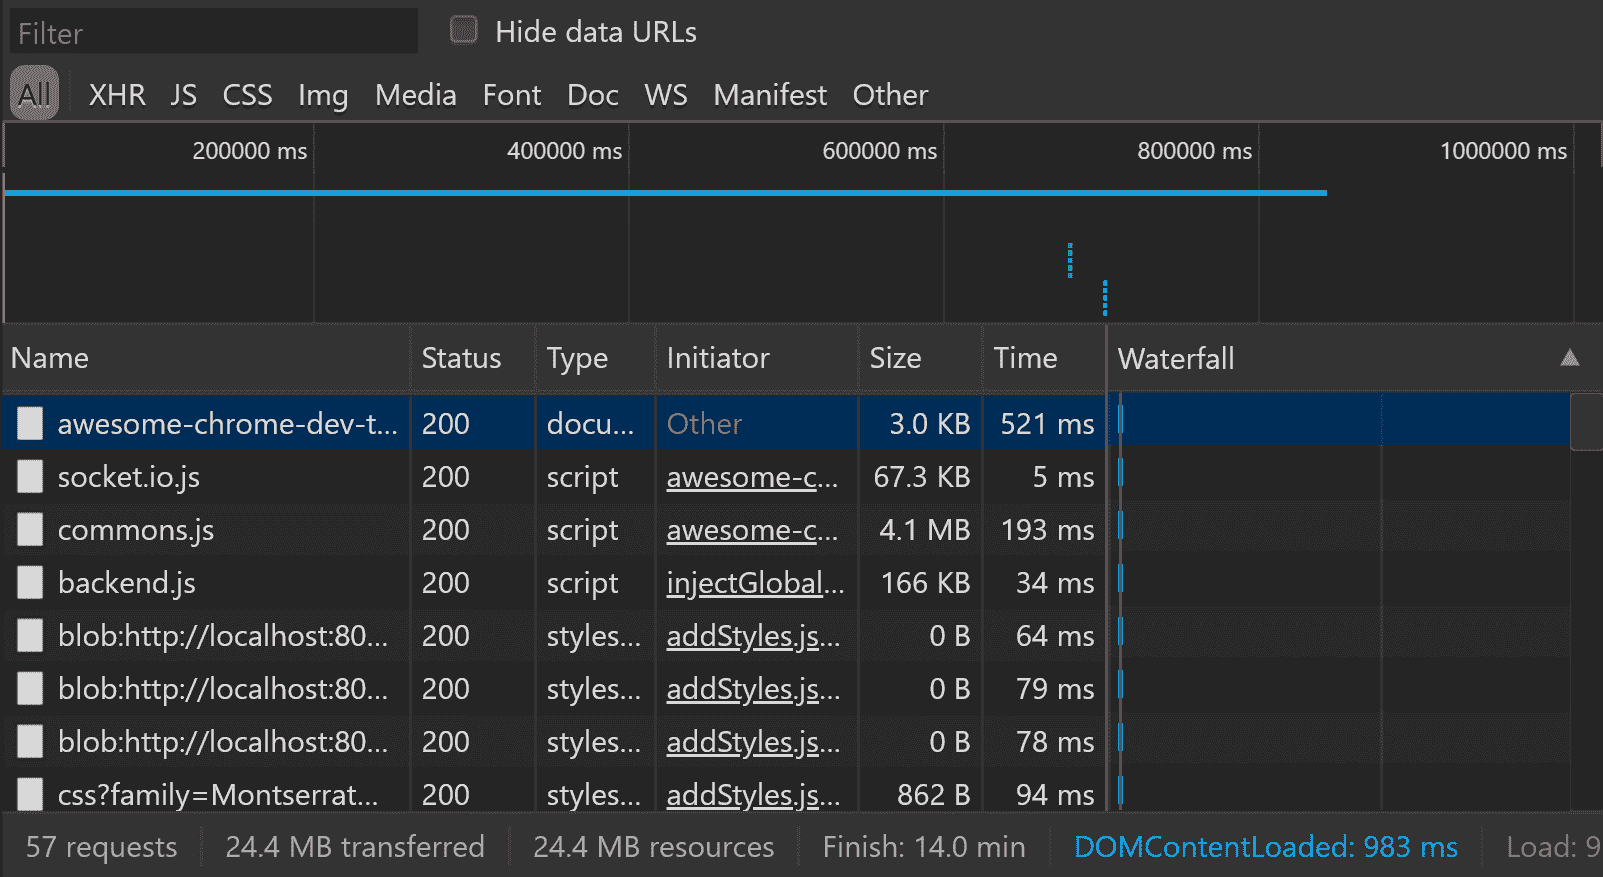 Filter Hide data URLs
All XHR JS CSS Img Media Font Doc WS Manifest Other
200000 ms 400000 ms 600000 ms 800000 ms 1000000 ms
Name Status Type Initiator Size Time Waterfall
awesome-chrome-dev-t... 200 docu... Other 3.0 KB 521 ms
socket.io.js 200 script awesome-c... 67.3 KB 5 ms
commons.js 200 script awesome-c... 4.1 MB 193 ms
backend.js 200 script injectGlobal... 166 KB 34 ms
blob:http://localhost:80... 200 styles... addStyles.js... 0 B 64 ms
blob:http://localhost:80... 200 styles... addStyles.js... 0 B 79 ms
blob:http://localhost:80... 200 styles... addStyles.js... 0 B 78 ms
css?family=Montserrat... 200 styles... addStyles.js... 862 B 94 ms
57 requests 24.4 MB transferred 24.4 MB resources Finish: 14.0 min DOMContentLoaded: 983 ms Load: 9